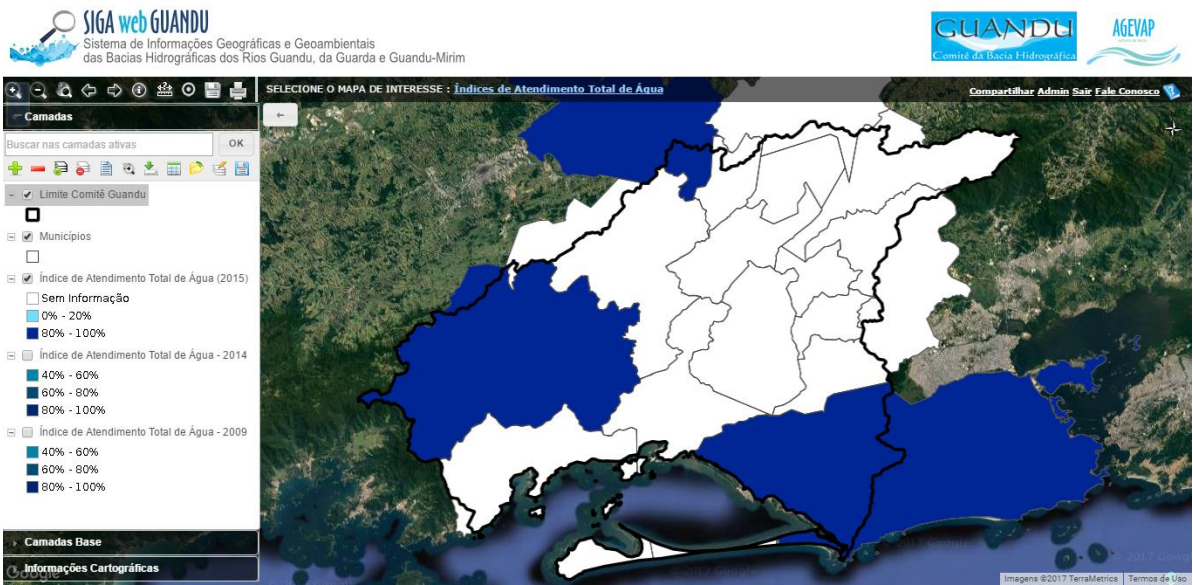 SIGA web GUANDU
Sistema de Informações Geográficas e Geoambientais
das Bacias Hidrográficas dos Rios Guandu, da Guarda e Guandu-Mirim
GUANDU
Comitê da Bacia Hidrográfica
AGEVAP
SELECIONE O MAPA DE INTERESSE : Índices de Atendimento Total de Água
Compartilhar Admin Sair Fale Conosco
Camadas
Buscar nas camadas ativas
OK
Limite Comitê Guandu
Municípios
Índice de Atendimento Total de Água (2015)
Sem Informação
0% - 20%
80% - 100%
Índice de Atendimento Total de Água - 2014
40% - 60%
60% - 80%
80% - 100%
Índice de Atendimento Total de Água - 2009
40% - 60%
60% - 80%
80% - 100%
Camadas Base
Informações Cartográficas
Google
Imagens ©2017 TerraMetrics
Termos de Uso